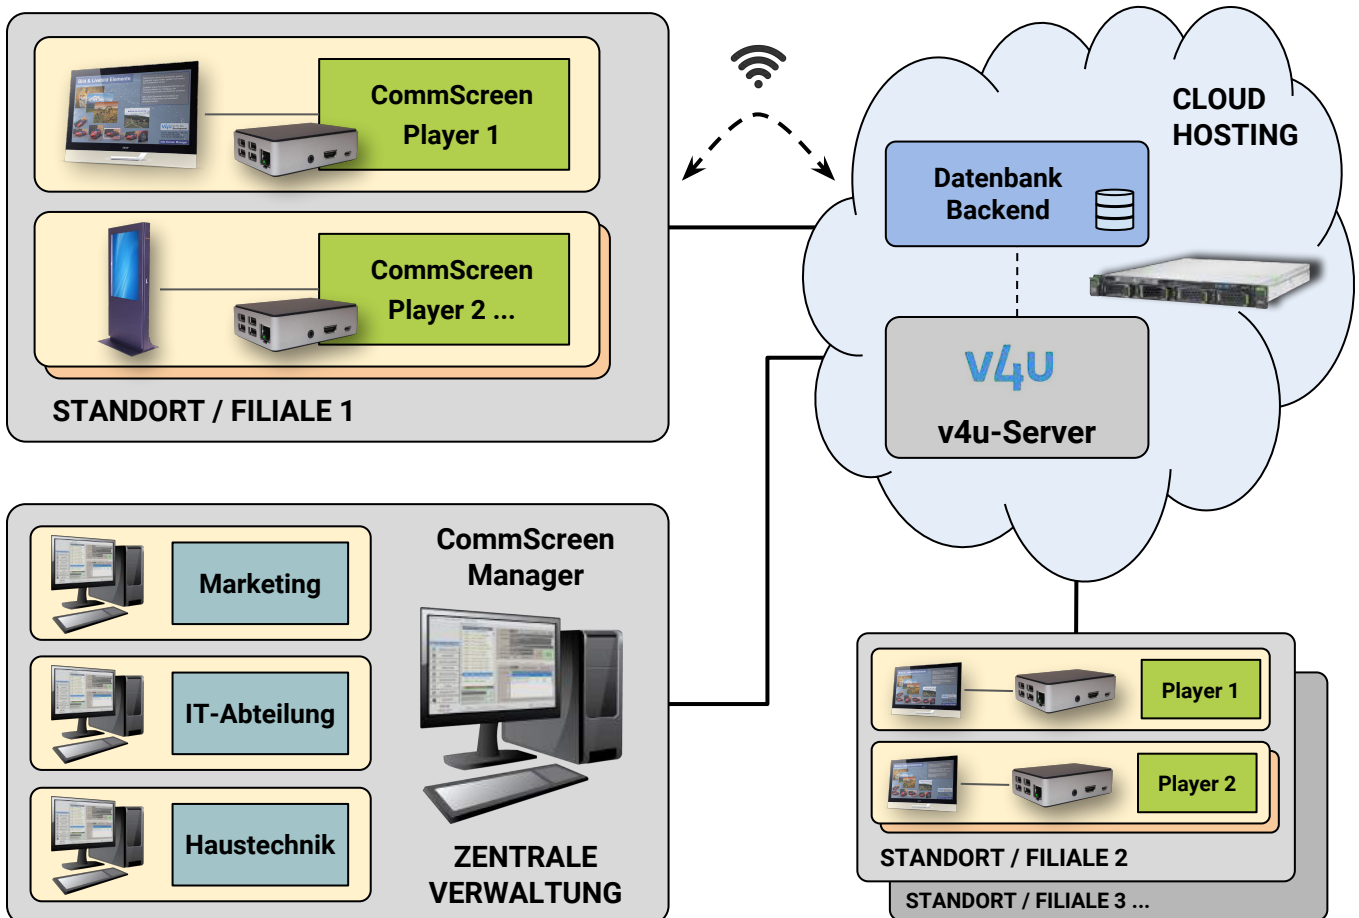 CommScreen
Player 1
CommScreen
Player 2 ...
STANDORT / FILIALE 1
CLOUD
HOSTING
Datenbank
Backend
v4u
v4u-Server
CommScreen
Manager
Marketing
IT-Abteilung
Haustechnik
ZENTRALE
VERWALTUNG
Player 1
Player 2
STANDORT / FILIALE 2
STANDORT / FILIALE 3 ...